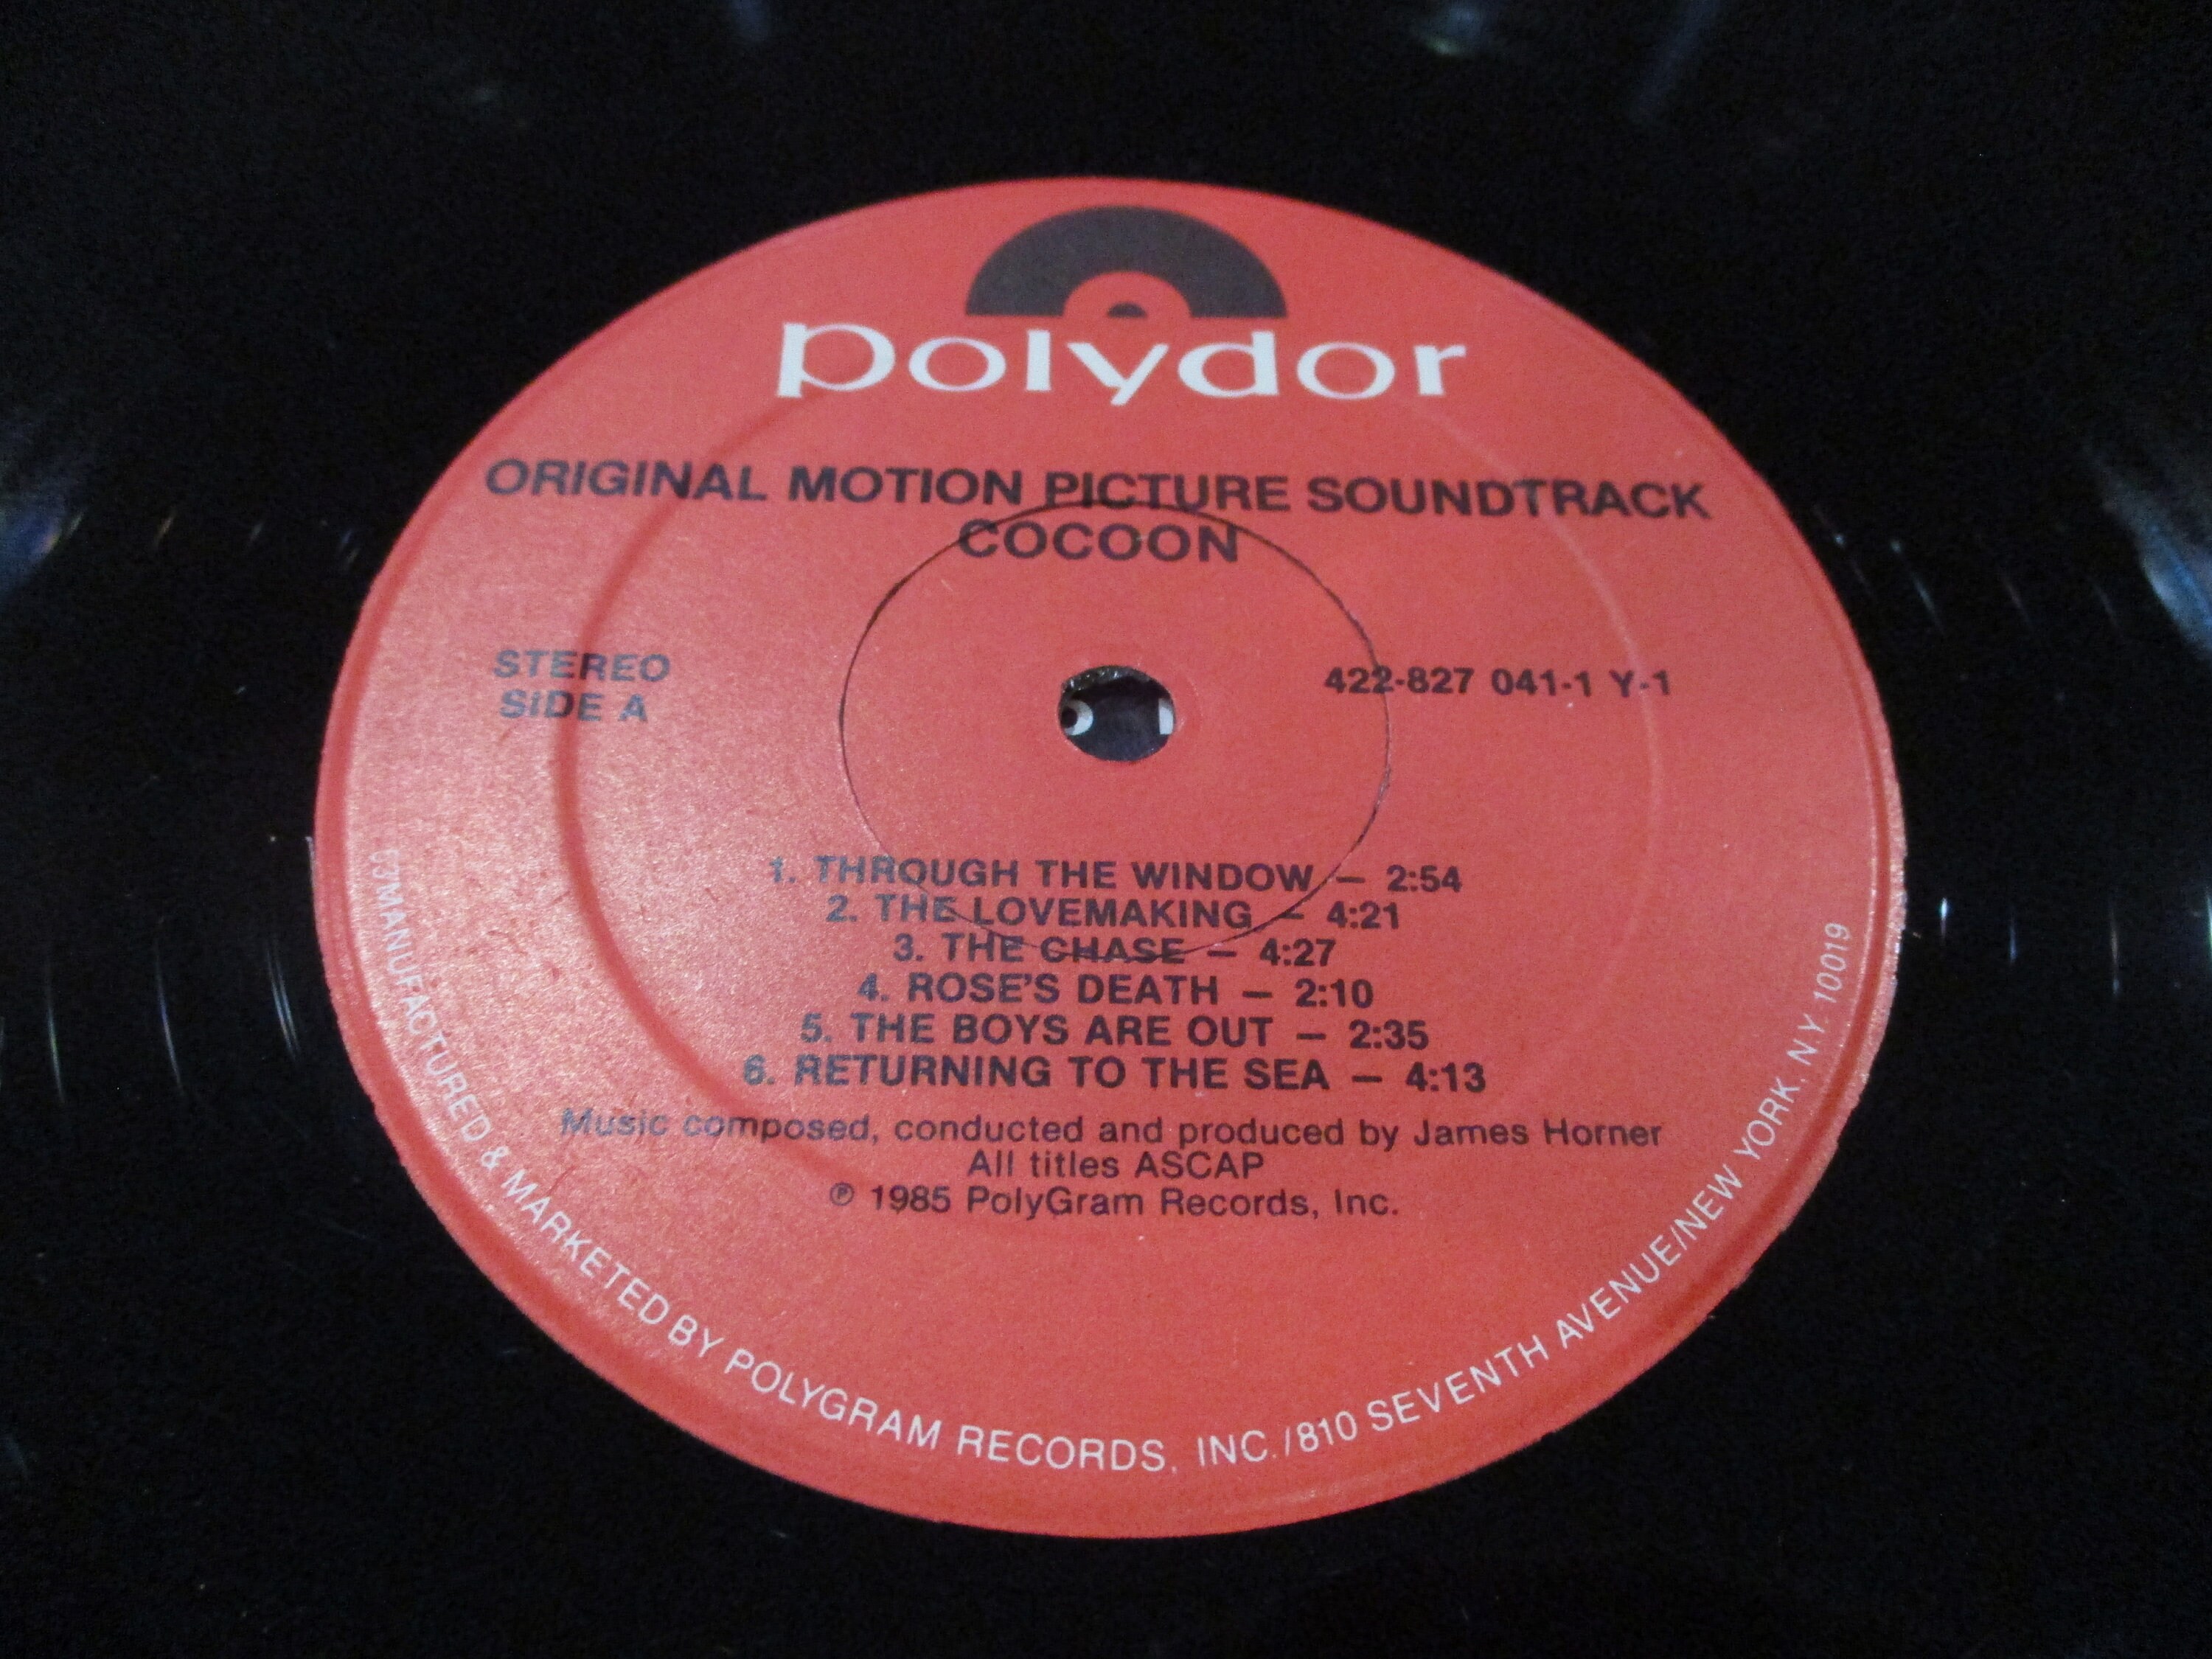 polydor
ORIGINAL MOTION PICTURE SOUNDTRACK
COCOON
STEREO
SIDE A
422-827 041-1 Y-1
1. THROUGH THE WINDOW — 2:54
2. THE LOVEMAKING — 4:21
3. THE CHASE — 4:27
4. ROSE'S DEATH — 2:10
5. THE BOYS ARE OUT — 2:35
6. RETURNING TO THE SEA — 4:13
Music composed, conducted and produced by James Horner
All titles ASCAP
℗ 1985 PolyGram Records, Inc.
MANUFACTURED & MARKETED BY POLYGRAM RECORDS, INC./810 SEVENTH AVENUE/NEW YORK, N.Y. 10019